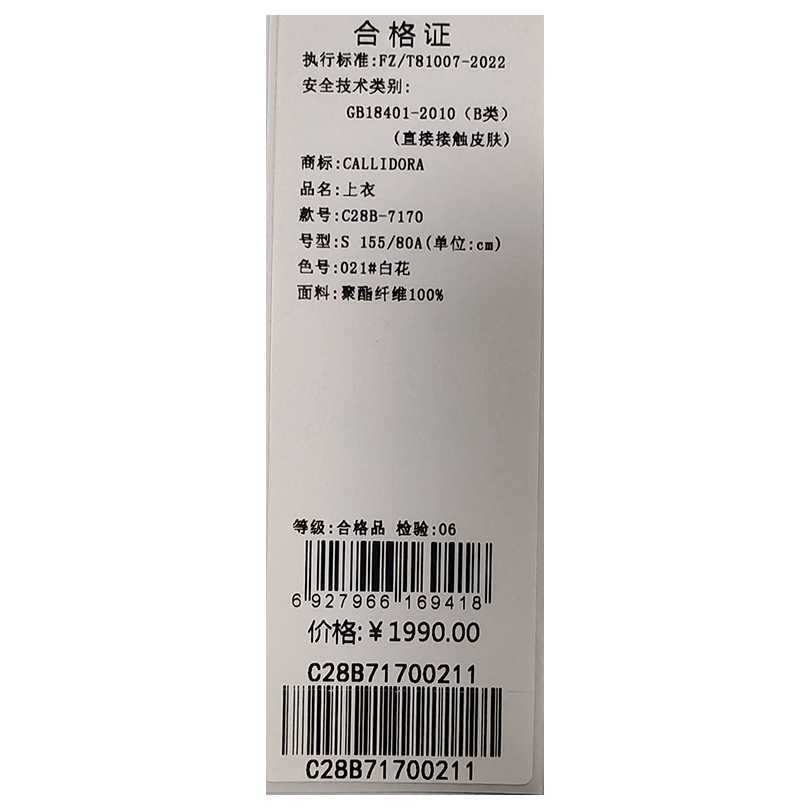 合格证
执行标准:FZ/T81007-2022
安全技术类别:
GB18401-2010（B类）
(直接接触皮肤)
商标:CALLIDORA
品名:上衣
款号:C28B-7170
号型:S 155/80A(单位:cm)
色号:021#白花
面料:聚酯纤维100%
等级:合格品 检验:06
6 927966 169418
价格:￥1990.00
C28B71700211
C28B71700211